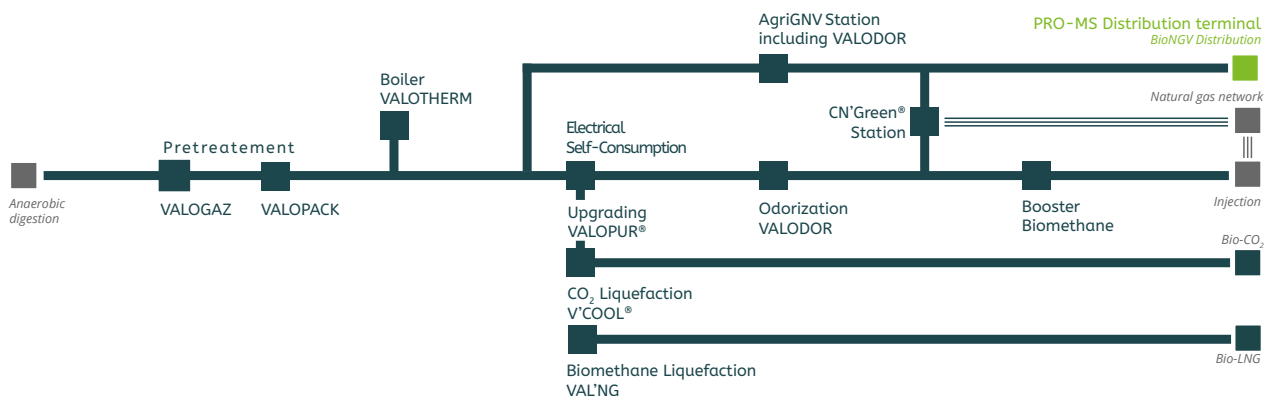 AgriGNV Station
including VALODOR
PRO-MS Distribution terminal
BioNGV Distribution
Boiler
VALOTHERM
Natural gas network
CN'Green®
Station
Electrical
Self-Consumption
Pretreatement
Anaerobic
digestion
VALOGAZ
VALOPACK
Upgrading
VALOPUR®
Odorization
VALODOR
Booster
Biomethane
Injection
Bio-CO₂
CO₂ Liquefaction
V'COOL®
Bio-LNG
Biomethane Liquefaction
VAL'NG